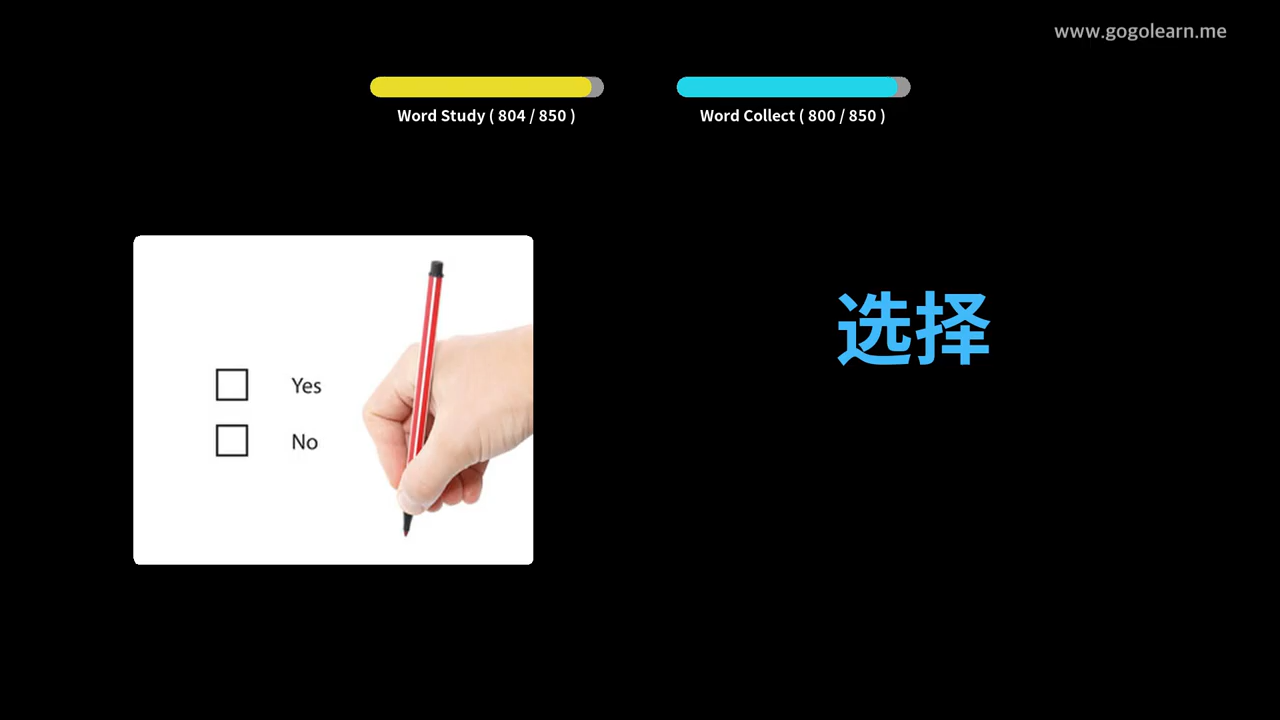 www.gogolearn.me
Word Study ( 804 / 850 )
Word Collect ( 800 / 850 )
选择
Yes
No